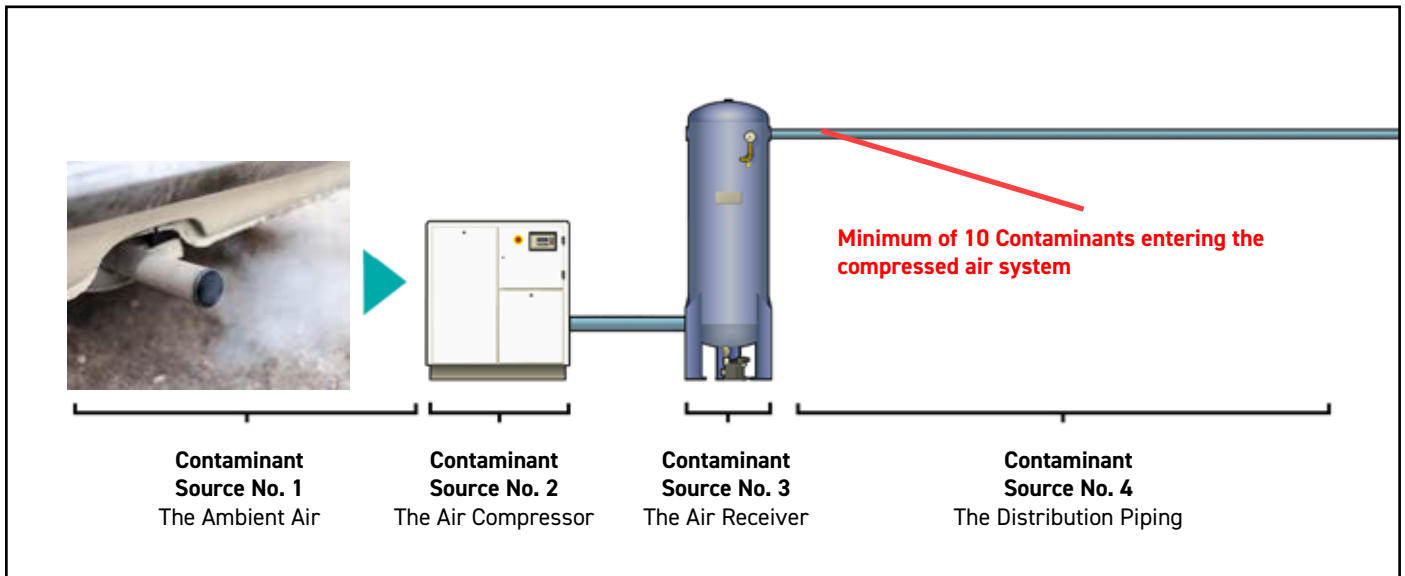 Minimum of 10 Contaminants entering the
compressed air system
Contaminant
Source No. 1
The Ambient Air
Contaminant
Source No. 2
The Air Compressor
Contaminant
Source No. 3
The Air Receiver
Contaminant
Source No. 4
The Distribution Piping